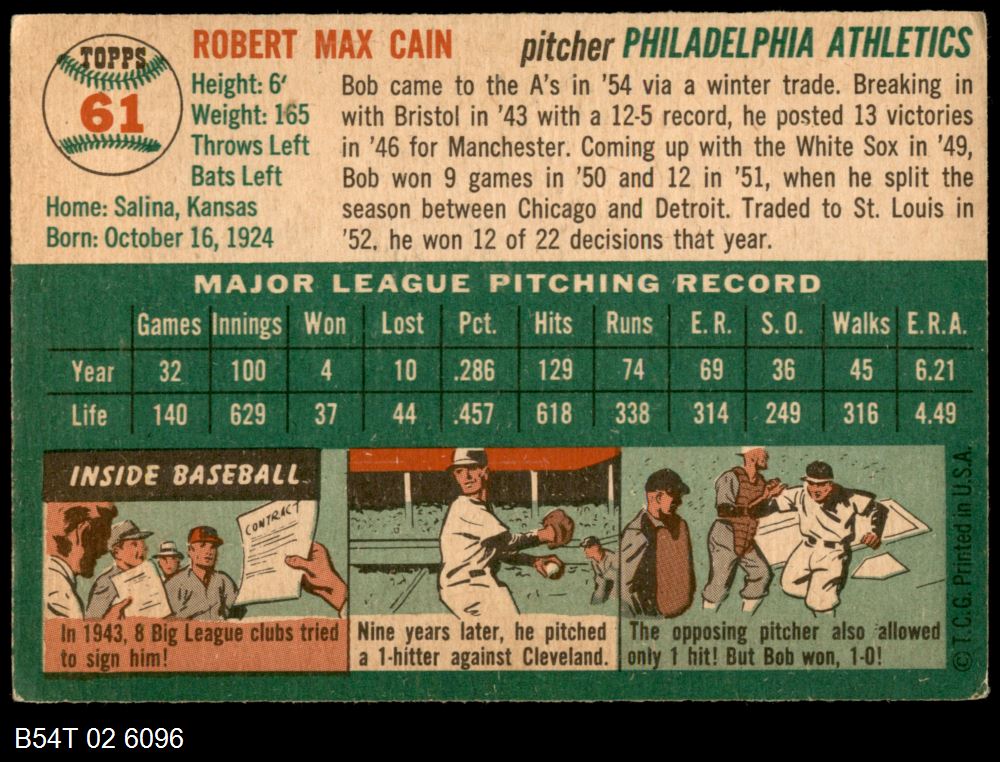 TOPPS
61
ROBERT MAX CAIN pitcher PHILADELPHIA ATHLETICS
Height: 6'
Weight: 165
Throws Left
Bats Left
Home: Salina, Kansas
Born: October 16, 1924
Bob came to the A's in '54 via a winter trade. Breaking in
with Bristol in '43 with a 12-5 record, he posted 13 victories
in '46 for Manchester. Coming up with the White Sox in '49,
Bob won 9 games in '50 and 12 in '51, when he split the
season between Chicago and Detroit. Traded to St. Louis in
'52, he won 12 of 22 decisions that year.
MAJOR LEAGUE PITCHING RECORD
Games Innings Won Lost Pct. Hits Runs E.R. S.O. Walks E.R.A.
Year 32 100 4 10 .286 129 74 69 36 45 6.21
Life 140 629 37 44 .457 618 338 314 249 316 4.49
INSIDE BASEBALL
CONTRACT
In 1943, 8 Big League clubs tried
to sign him!
Nine years later, he pitched
a 1-hitter against Cleveland.
The opposing pitcher also allowed
only 1 hit! But Bob won, 1-0!
© T.C.G. Printed in U.S.A.
B54T 02 6096